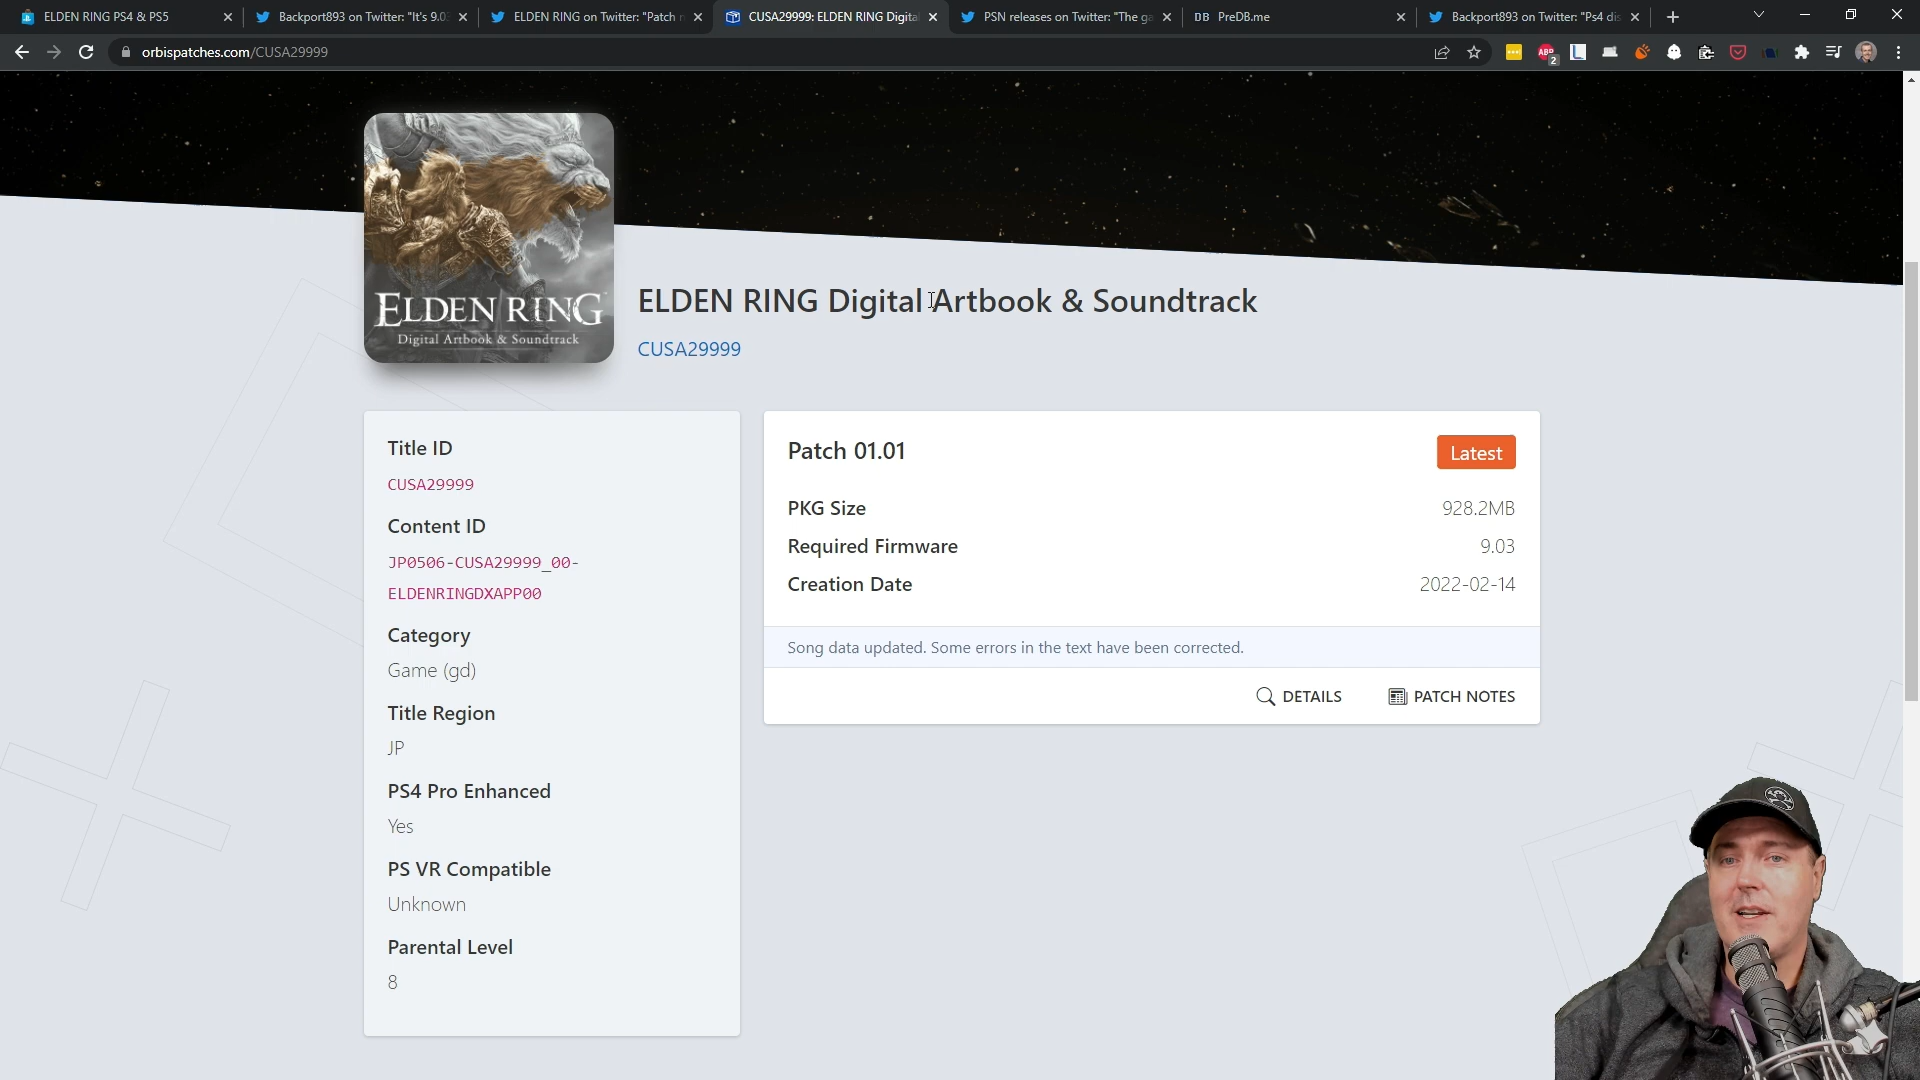 ELDEN RING PS4 & PS5
Backport893 on Twitter: "It's 9.0
ELDEN RING on Twitter: "Patch
CUSA29999: ELDEN RING Digita
PSN releases on Twitter: "The ga
DB PreDB.me
Backport893 on Twitter: "Ps4 dis
orbispatches.com/CUSA29999
ABP
2
ELDEN RING
Digital Artbook & Soundtrack
ELDEN RING Digital Artbook & Soundtrack
CUSA29999
Title ID
CUSA29999
Content ID
JP0506-CUSA29999_00-
ELDENRINGDXAPP00
Category
Game (gd)
Title Region
JP
PS4 Pro Enhanced
Yes
PS VR Compatible
Unknown
Parental Level
8
Patch 01.01
Latest
PKG Size
928.2MB
Required Firmware
9.03
Creation Date
2022-02-14
Song data updated. Some errors in the text have been corrected.
DETAILS
PATCH NOTES